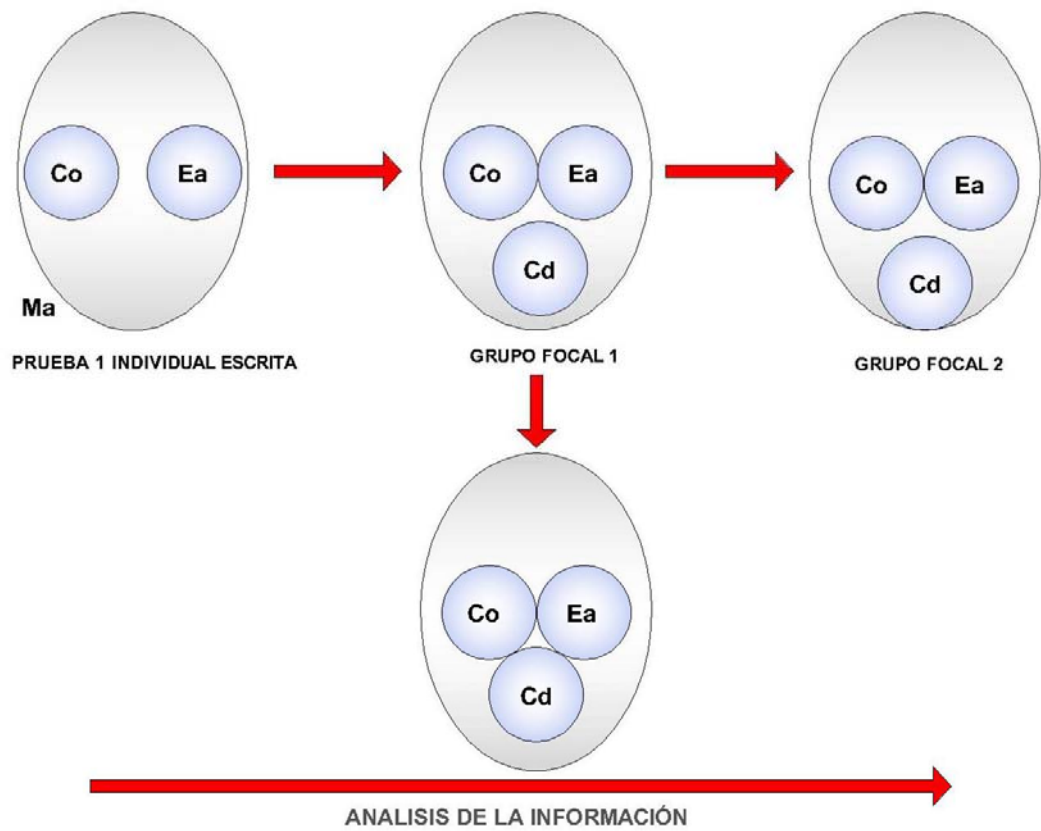 Co
Ea
Ma
PRUEBA 1 INDIVIDUAL ESCRITA
Co
Ea
Cd
GRUPO FOCAL 1
Co
Ea
Cd
GRUPO FOCAL 2
Co
Ea
Cd
ANALISIS DE LA INFORMACIÓN